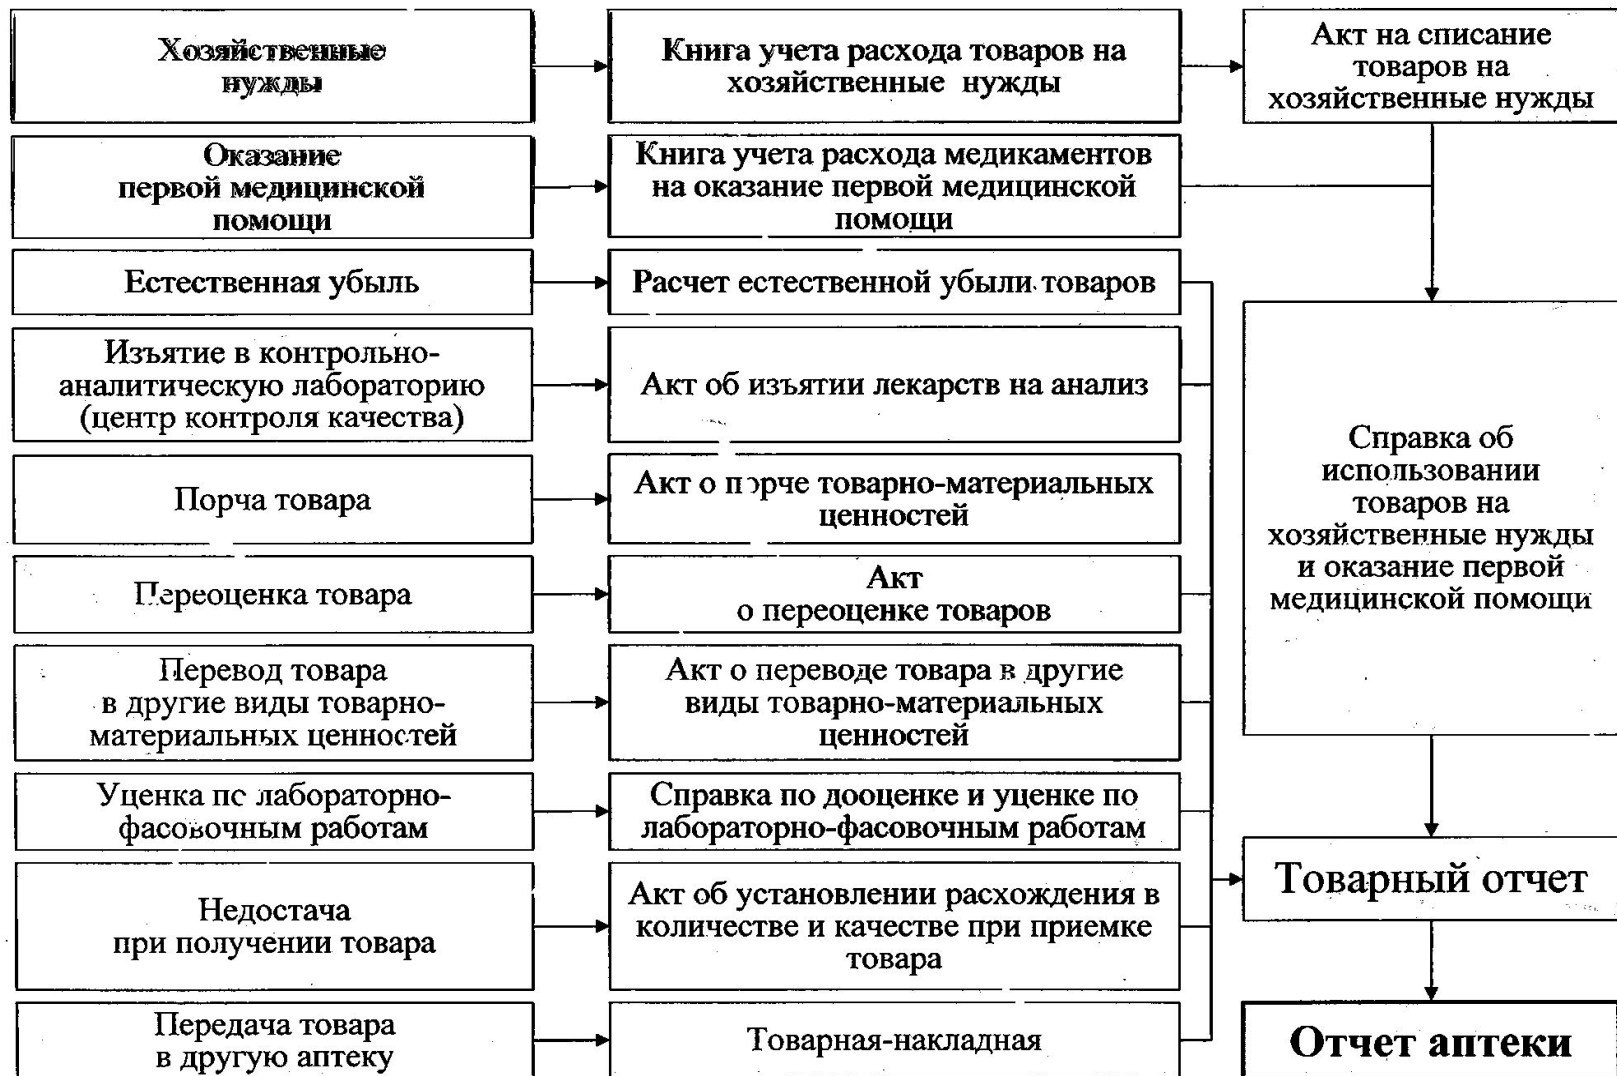 Хозяйственные
нужды
Книга учета расхода товаров на
хозяйственные нужды
Акт на списание
товаров на
хозяйственные нужды
Оказание
первой медицинской
помощи
Книга учета расхода медикаментов
на оказание первой медицинской
помощи
Естественная убыль
Расчет естественной убыли товаров
Изъятие в контрольно-
аналитическую лабораторию
(центр контроля качества)
Акт об изъятии лекарств на анализ
Справка об
использовании
товаров на
хозяйственные нужды
и оказание первой
медицинской помощи
Порча товара
Акт о порче товарно-материальных
ценностей
Переоценка товара
Акт
о переоценке товаров
Перевод товара
в другие виды товарно-
материальных ценностей
Акт о переводе товара в другие
виды товарно-материальных
ценностей
Уценка по лабораторно-
фасовочным работам
Справка по дооценке и уценке по
лабораторно-фасовочным работам
Товарный отчет
Недостача
при получении товара
Акт об установлении расхождения в
количестве и качестве при приемке
товара
Передача товара
в другую аптеку
Товарная-накладная
Отчет аптеки